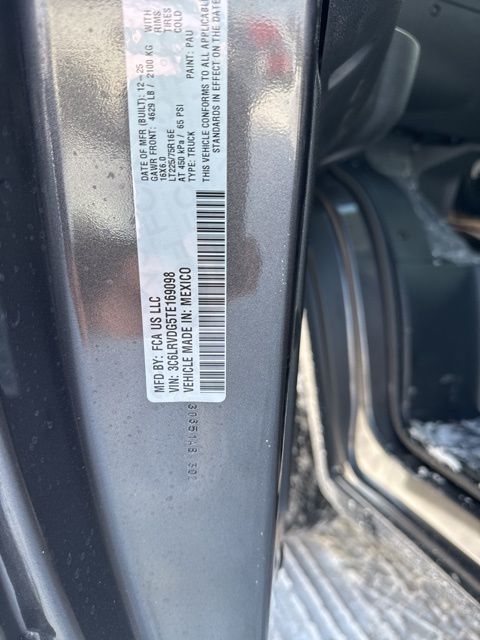 MFD BY: FCA US LLC
DATE OF MFR (BUILT): 12-25
GAWR FRONT: 4629 LB / 2100 KG
WITH
16X6.0
RIMS
LT225/75R16E
TIRES
AT 450 kPa / 65 PSI
COLD
VIN: 3C6LRVDG5TE169098
TYPE: TRUCK
PAINT: PAU
VEHICLE MADE IN: MEXICO
THIS VEHICLE CONFORMS TO ALL APPLICABLE
STANDARDS IN EFFECT ON